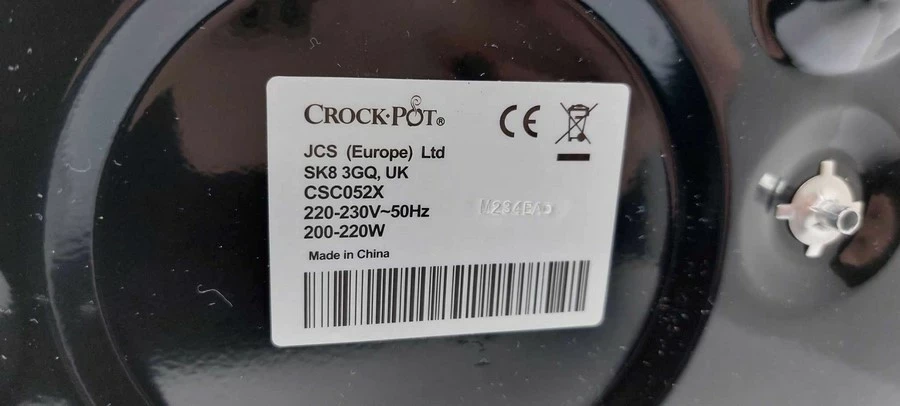 CROCK·POT®
CE
JCS (Europe) Ltd
SK8 3GQ, UK
CSC052X
220-230V~50Hz
200-220W
Made in China